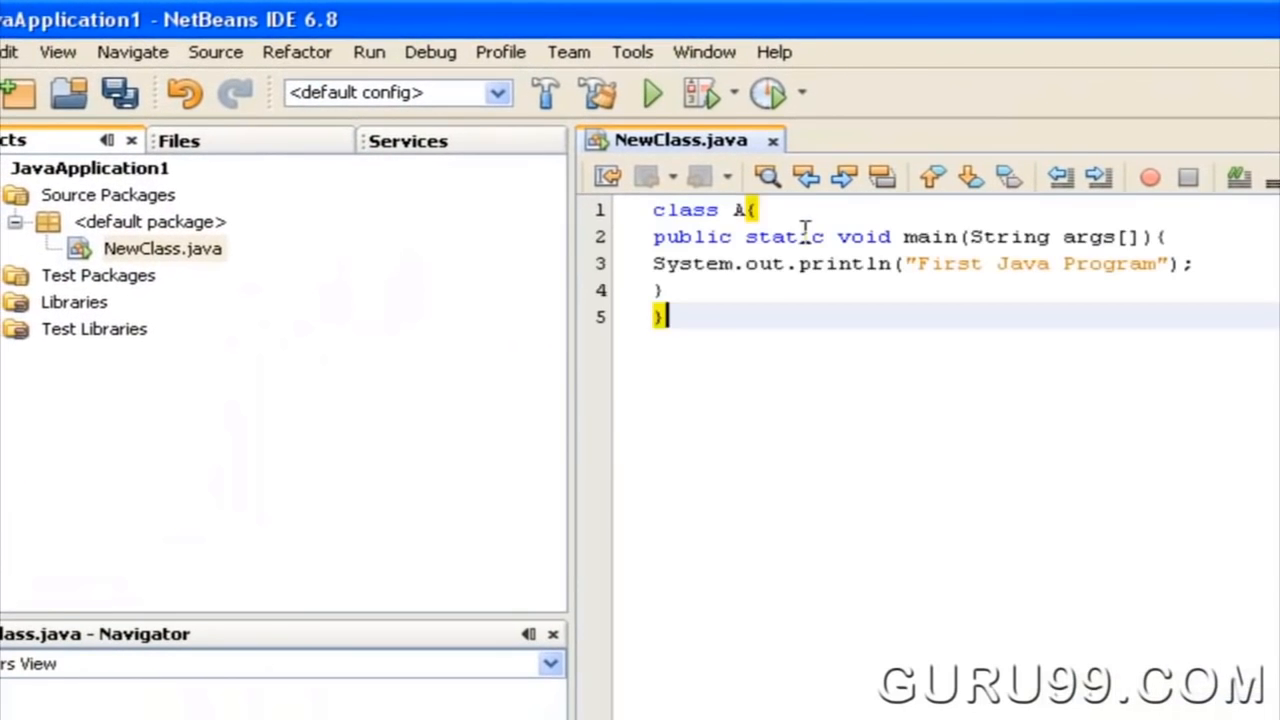 vaApplication1 - NetBeans IDE 6.8
dit View Navigate Source Refactor Run Debug Profile Team Tools Window Help
<default config>
cts Files Services
JavaApplication1
Source Packages
<default package>
NewClass.java
Test Packages
Libraries
Test Libraries
lass.java - Navigator
rs View
NewClass.java
1 class A{
2 public static void main(String args[]){
3 System.out.println("First Java Program");
4 }
5 }
GURU99.COM